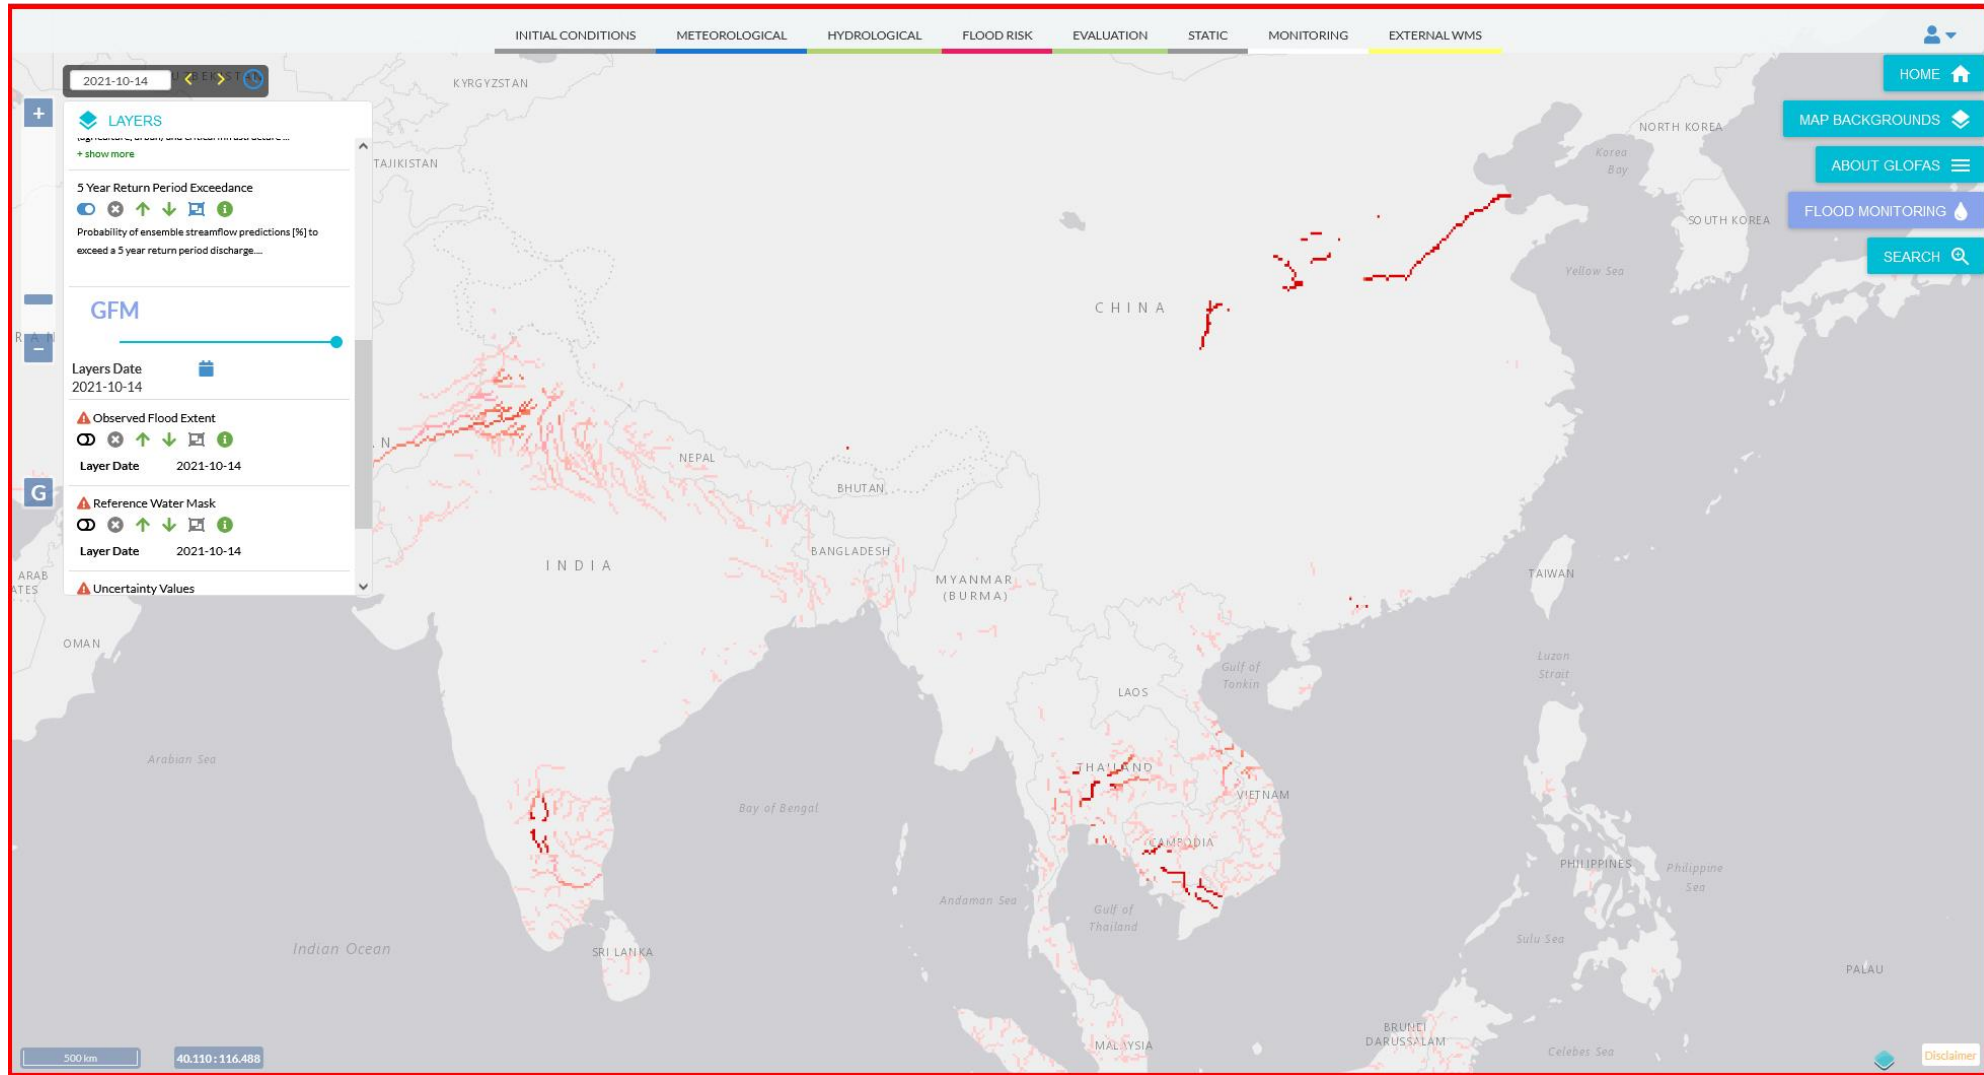 INITIAL CONDITIONS METEOROLOGICAL HYDROLOGICAL FLOOD RISK EVALUATION STATIC MONITORING EXTERNAL WMS
2021-10-14
HOME
MAP BACKGROUNDS
ABOUT GLOFAS
FLOOD MONITORING
SEARCH
+
LAYERS
+ show more
5 Year Return Period Exceedance
Probability of ensemble streamflow predictions [%] to
exceed a 5 year return period discharge....
GFM
Layers Date
2021-10-14
Observed Flood Extent
Layer Date 2021-10-14
Reference Water Mask
Layer Date 2021-10-14
Uncertainty Values
−
G
KYRGYZSTAN
TAJIKISTAN
NORTH KOREA
Korea
Bay
SOUTH KOREA
Yellow Sea
CHINA
NEPAL
BHUTAN
BANGLADESH
INDIA
MYANMAR
(BURMA)
TAIWAN
ARAB
OMAN
Gulf of
Tonkin
Luzon
Strait
LAOS
Arabian Sea
THAILAND
VIETNAM
Bay of Bengal
CAMBODIA
PHILIPPINES
Philippine
Sea
Andaman Sea
Gulf of
Thailand
Indian Ocean
SRI LANKA
Sulu Sea
PALAU
BRUNEI
DARUSSALAM
MALAYSIA
Celebes Sea
500 km
40.110 : 116.488
Disclaimer